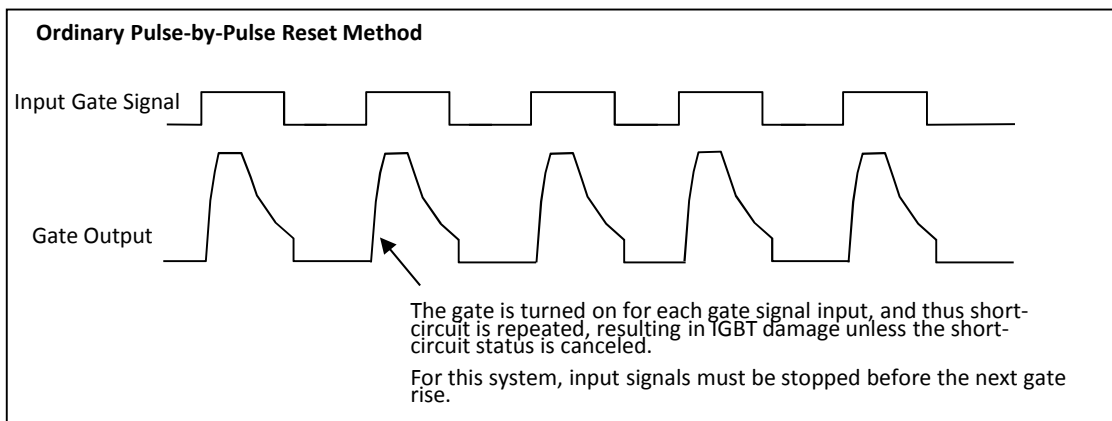 Ordinary Pulse-by-Pulse Reset Method
Input Gate Signal
Gate Output
The gate is turned on for each gate signal input, and thus short-
circuit is repeated, resulting in IGBT damage unless the short-
circuit status is canceled.
For this system, input signals must be stopped before the next gate
rise.